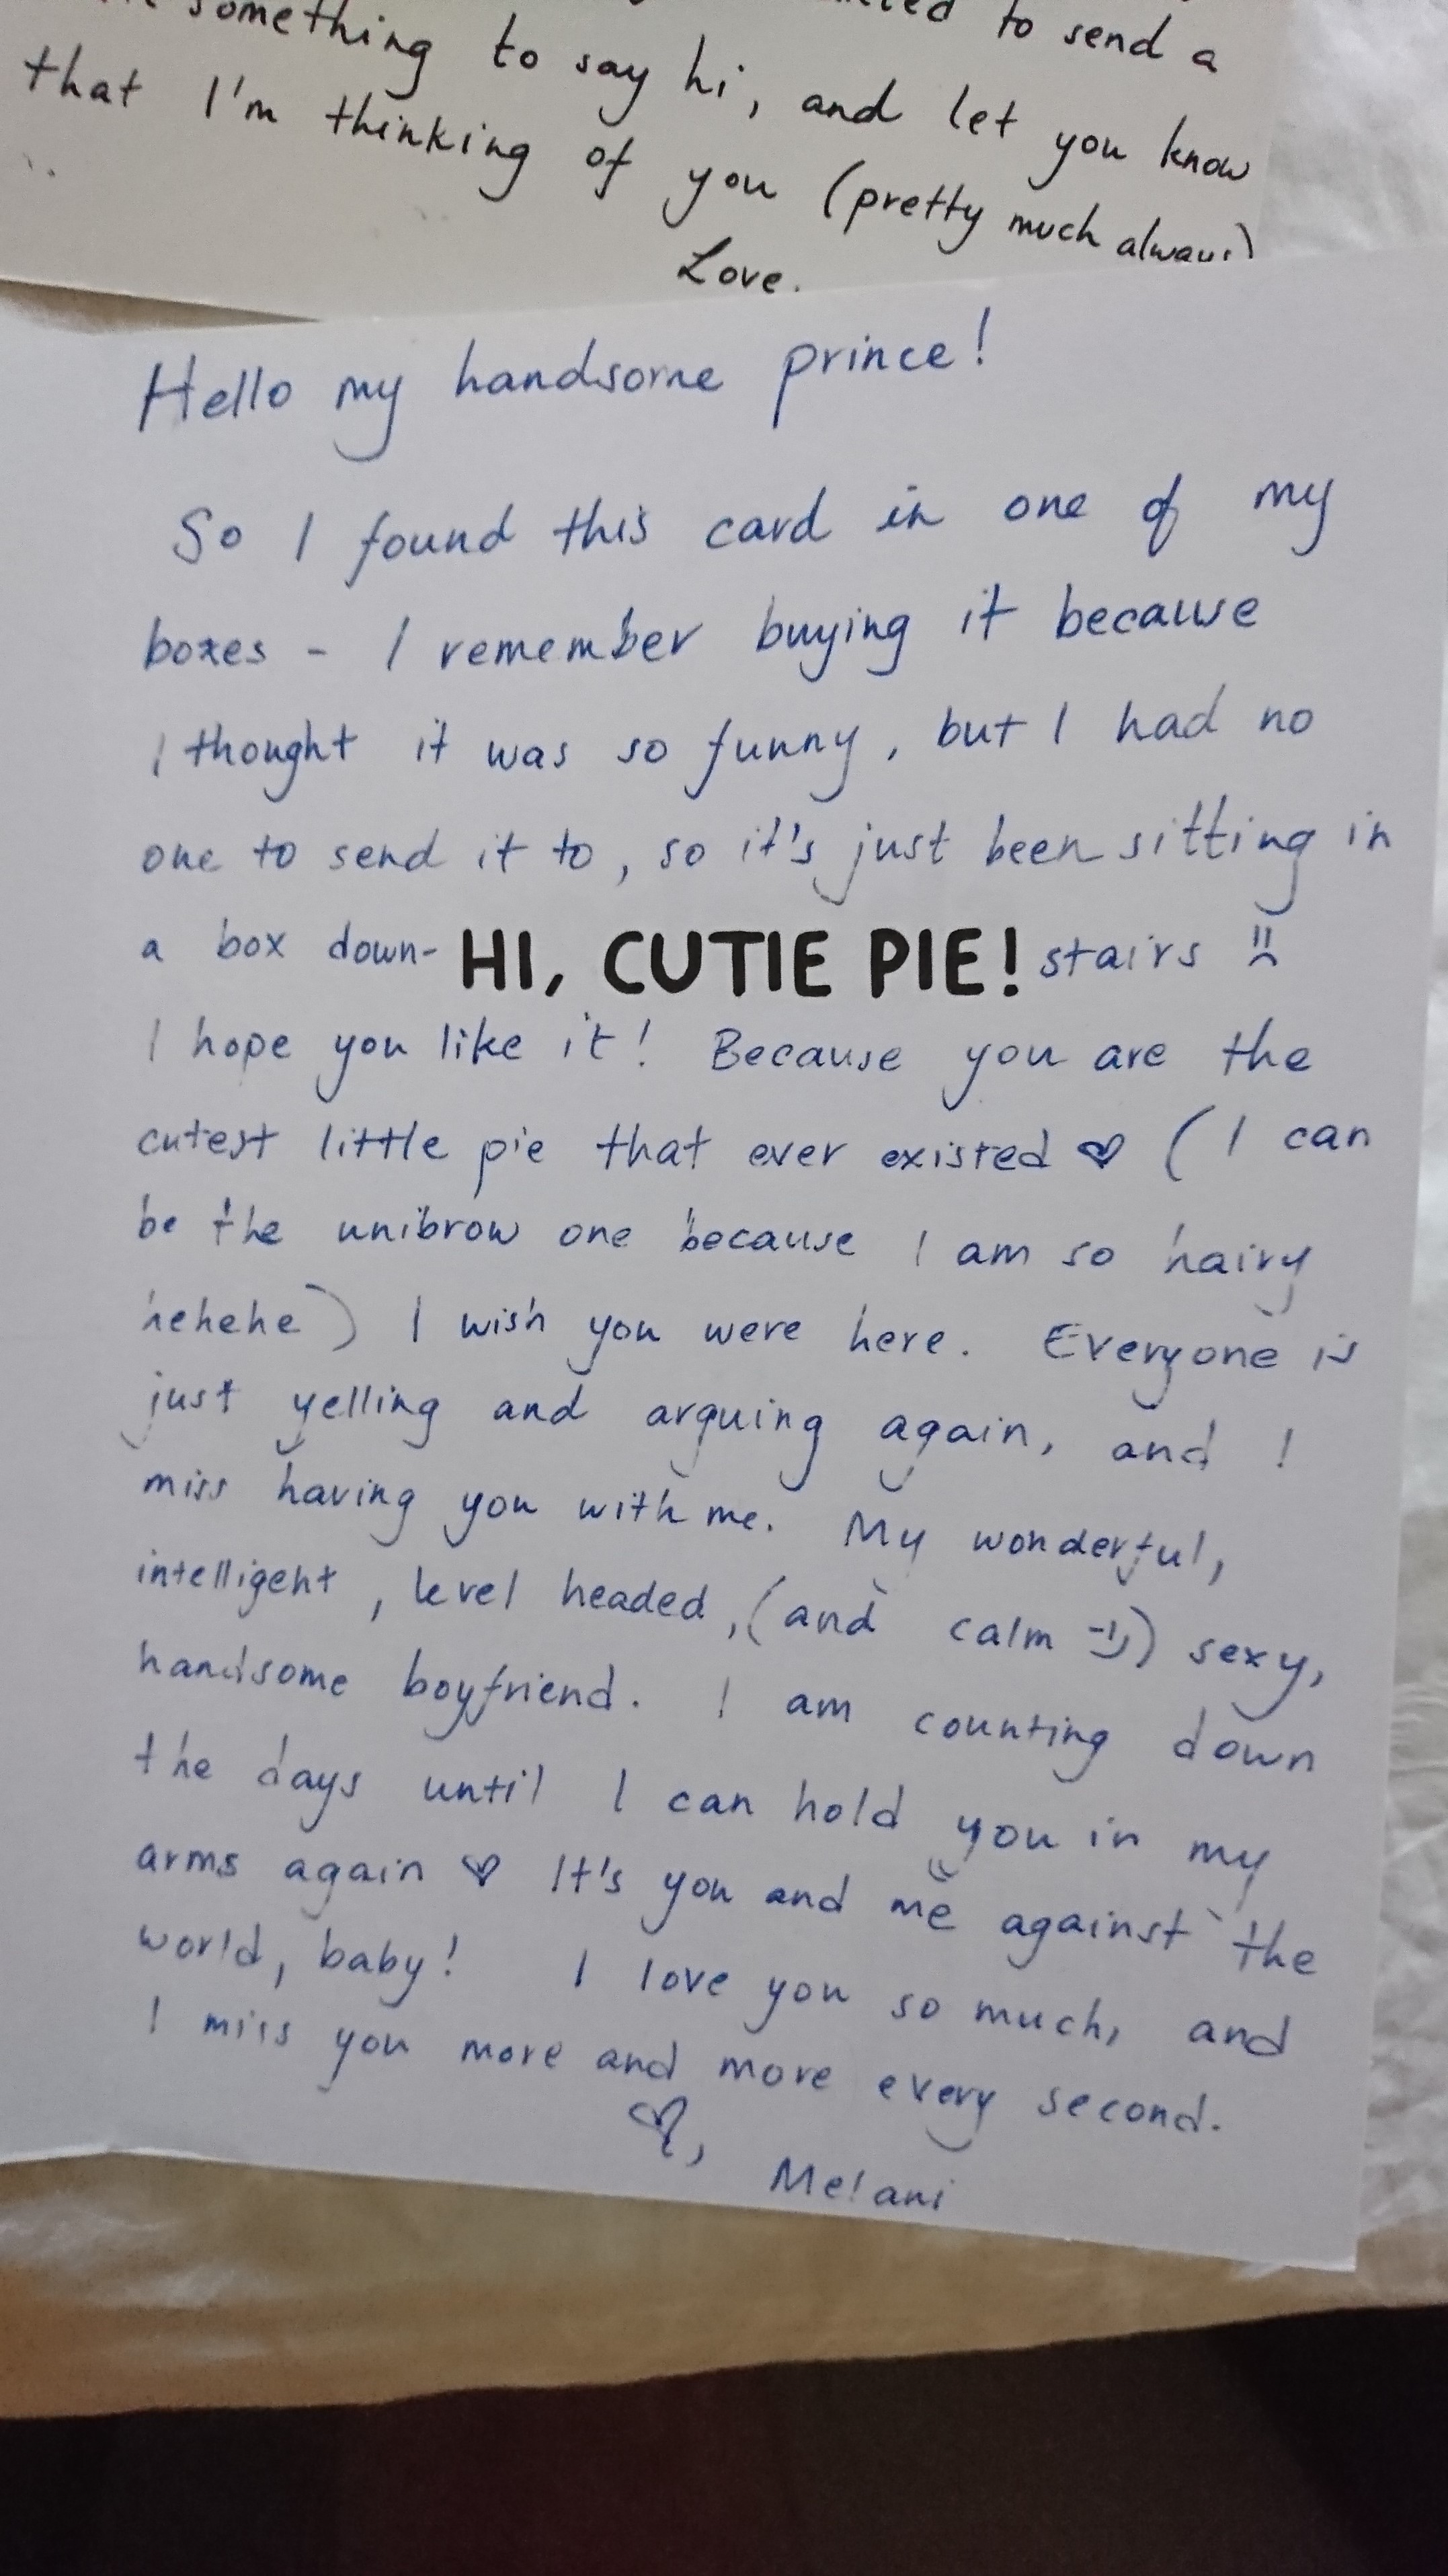 something to say hi, and let you know
to send a
that I'm thinking of you (pretty much always)
Love.
Hello my handsome prince!
So I found this card in one of my
boxes - I remember buying it because
I thought it was so funny, but I had no
one to send it to, so it's just been sitting in
a box down- HI, CUTIE PIE! stairs
I hope you like it! Because you are the
cutest little pie that ever existed ♡ (I can
be the unibrow one because I am so hairy
hehehe) I wish you were here. Everyone is
just yelling and arguing again, and I
miss having you with me. My wonderful,
intelligent, level headed, (and calm =)) sexy,
handsome boyfriend. I am counting down
the days until I can hold you in my
arms again ♡ It's you and me against the
world, baby! I love you so much, and
I miss you more and more every second.
♡, Melani